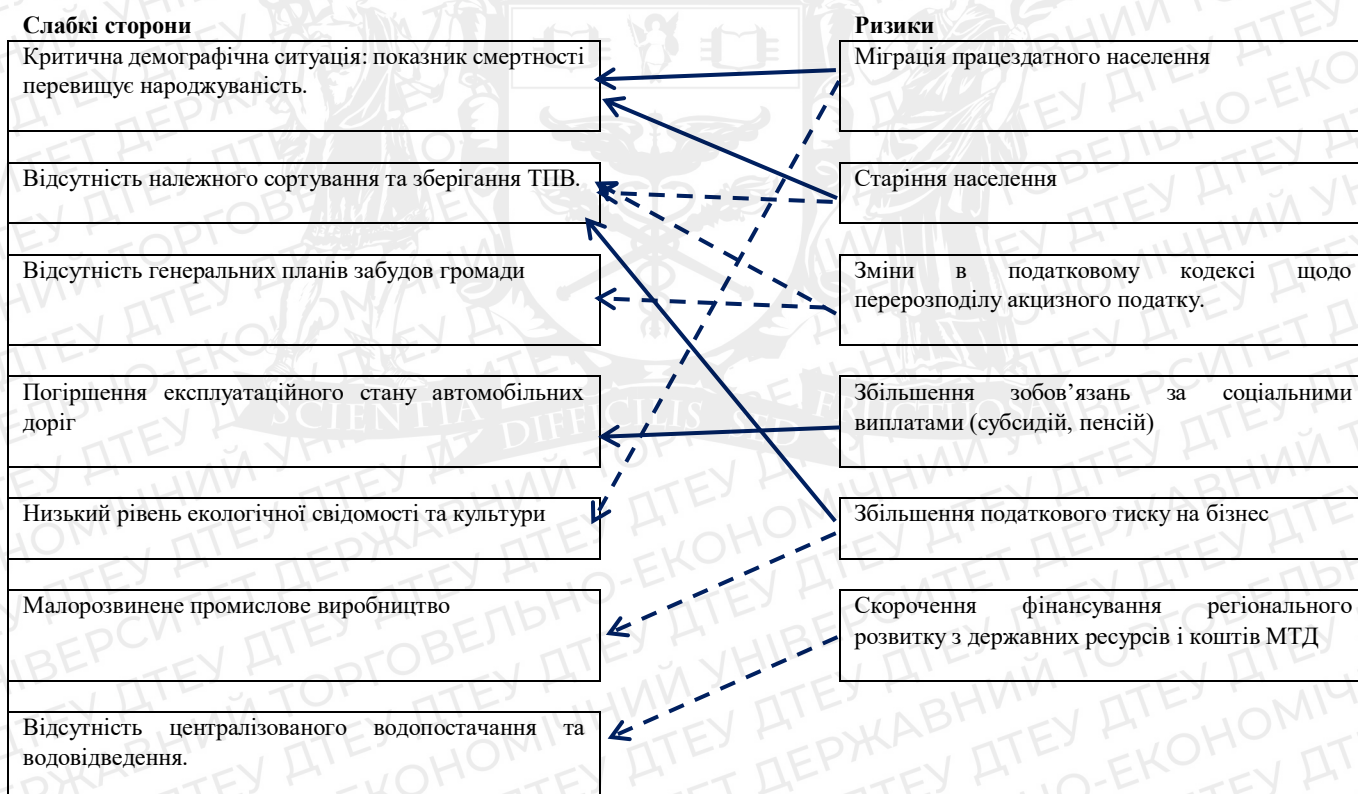 Слабкі сторони
Критична демографічна ситуація: показник смертності
перевищує народжуваність.
Відсутність належного сортування та зберігання ТПВ.
Відсутність генеральних планів забудов громади
Погіршення експлуатаційного стану автомобільних
доріг
Низький рівень екологічної свідомості та культури
Малорозвинене промислове виробництво
Відсутність централізованого водопостачання та
водовідведення.
Ризики
Міграція працездатного населення
Старіння населення
Зміни в податковому кодексі щодо
перерозподілу акцизного податку.
Збільшення зобов’язань за соціальними
виплатами (субсидій, пенсій)
Збільшення податкового тиску на бізнес
Скорочення фінансування регіонального
розвитку з державних ресурсів і коштів МТД